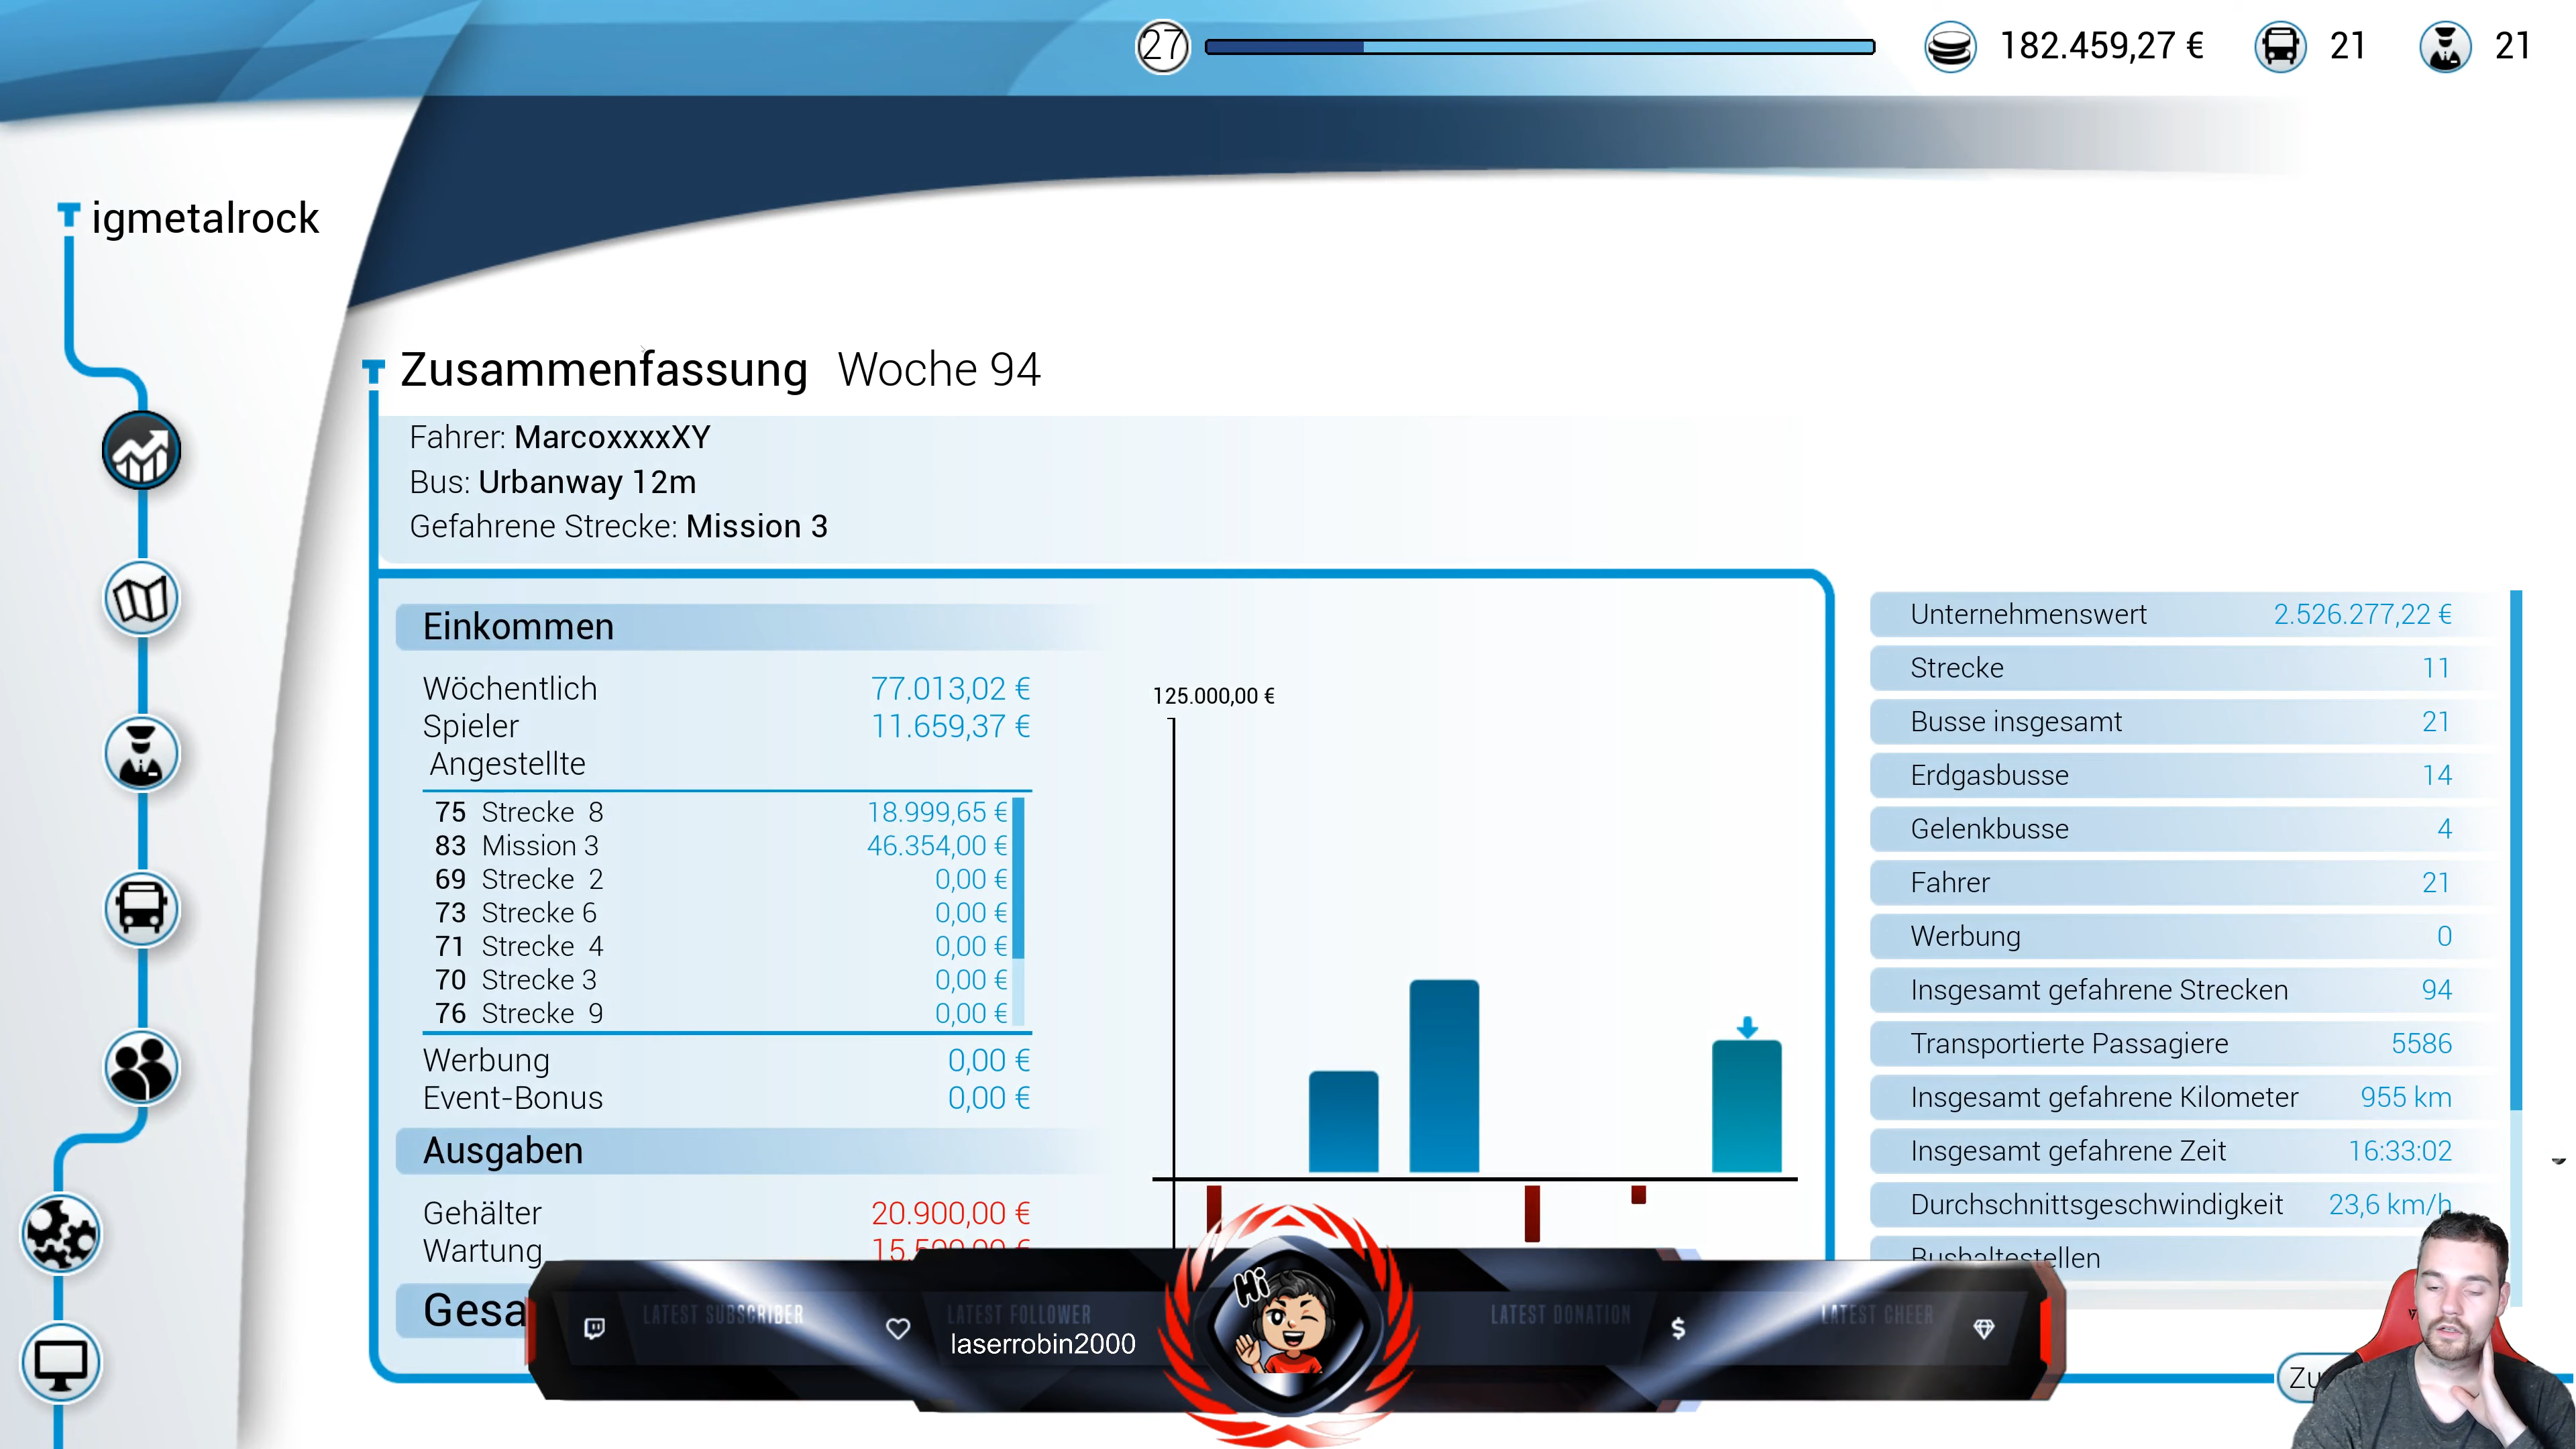 27
182.459,27 €
21
21
igmetalrock
Zusammenfassung Woche 94
Fahrer: MarcoxxxxXY
Bus: Urbanway 12m
Gefahrene Strecke: Mission 3
Einkommen
Wöchentlich 77.013,02 €
Spieler 11.659,37 €
Angestellte
75 Strecke 8 18.999,65 €
83 Mission 3 46.354,00 €
69 Strecke 2 0,00 €
73 Strecke 6 0,00 €
71 Strecke 4 0,00 €
70 Strecke 3 0,00 €
76 Strecke 9 0,00 €
Werbung 0,00 €
Event-Bonus 0,00 €
Ausgaben
Gehälter 20.900,00 €
Wartung
125.000,00 €
Unternehmenswert 2.526.277,22 €
Strecke 11
Busse insgesamt 21
Erdgasbusse 14
Gelenkbusse 4
Fahrer 21
Werbung 0
Insgesamt gefahrene Strecken 94
Transportierte Passagiere 5586
Insgesamt gefahrene Kilometer 955 km
Insgesamt gefahrene Zeit 16:33:02
Durchschnittsgeschwindigkeit 23,6 km/h
Bushaltestellen
LATEST SUBSCRIBER
LATEST FOLLOWER
laserrobin2000
Hi
LATEST DONATION
$
LATEST CHEER